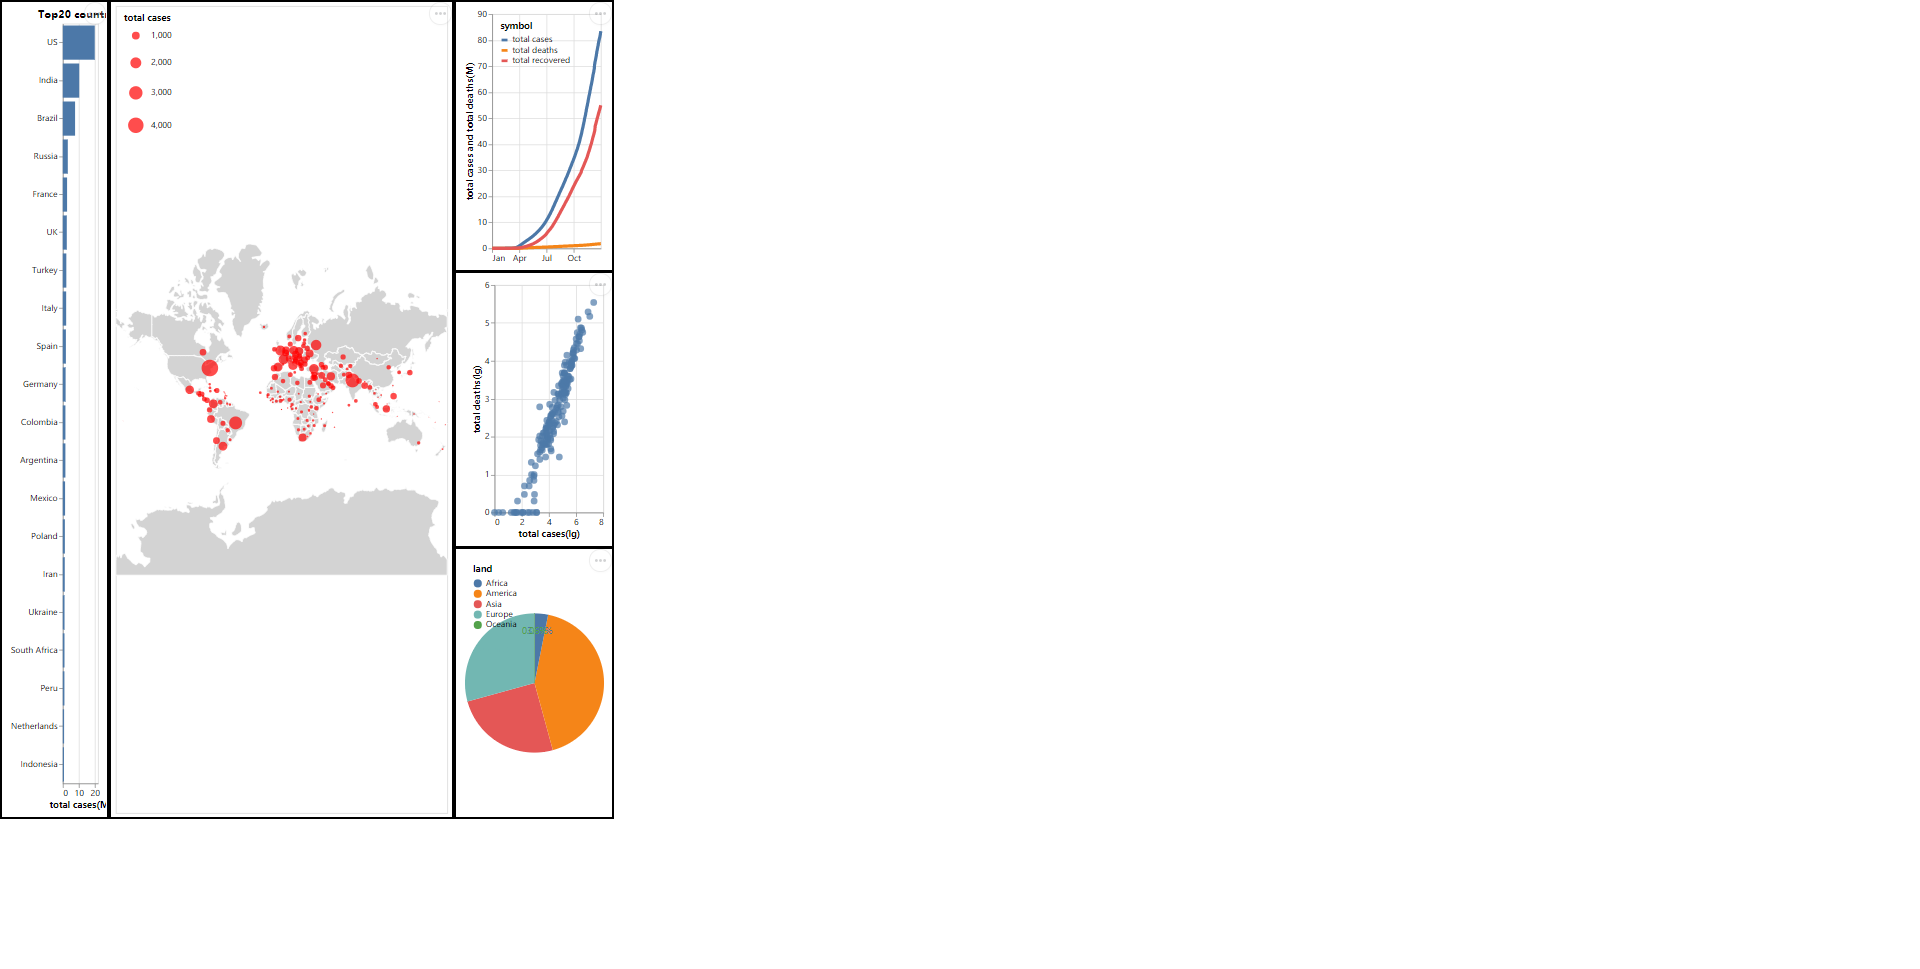 Top20 count
US
India
Brazil
Russia
France
UK
Turkey
Italy
Spain
Germany
Colombia
Argentina
Mexico
Poland
Iran
Ukraine
South Africa
Peru
Netherlands
Indonesia
0 10 20
total cases(M
total cases
1,000
2,000
3,000
4,000
symbol
total cases
total deaths
total recovered
total cases and total deaths(M)
90
80
70
60
50
40
30
20
10
0
Jan Apr Jul Oct
total deaths(lg)
6
5
4
3
2
1
0
0 2 4 6 8
total cases(lg)
land
Africa
America
Asia
Europe
Oceania